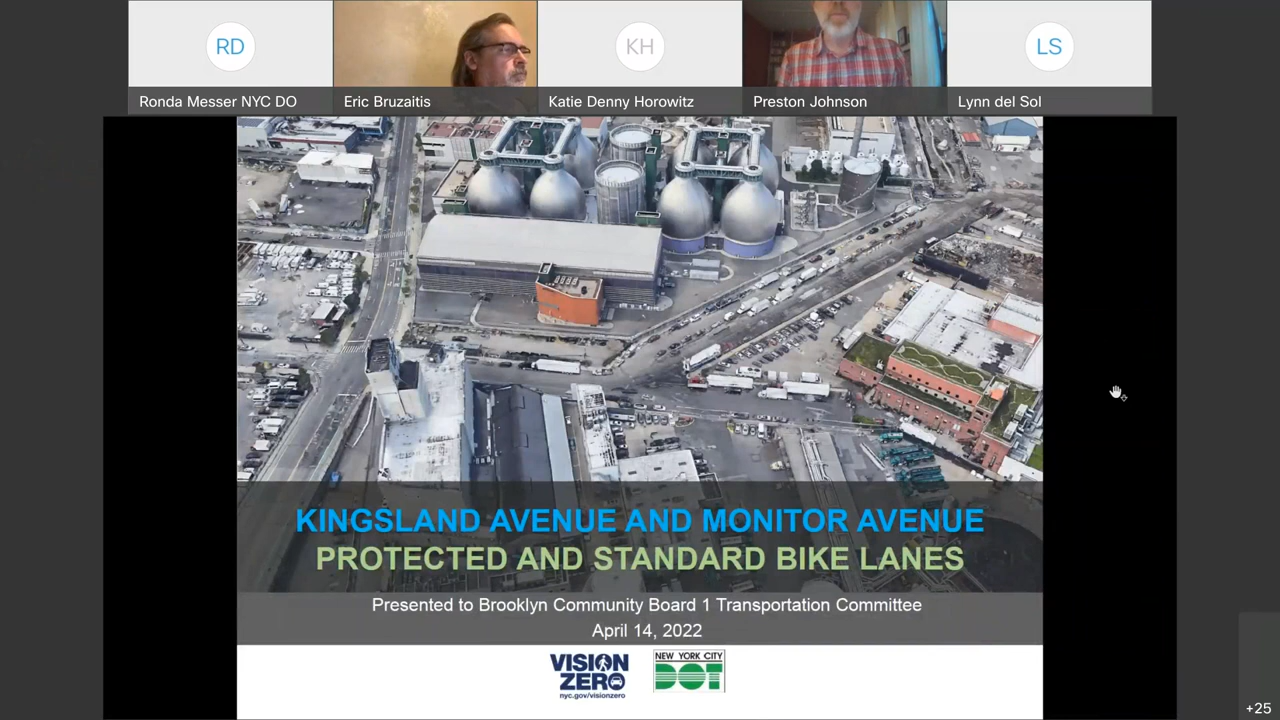 RD
KH
LS
Ronda Messer NYC DO
Eric Bruzaitis
Katie Denny Horowitz
Preston Johnson
Lynn del Sol
KINGSLAND AVENUE AND MONITOR AVENUE
PROTECTED AND STANDARD BIKE LANES
Presented to Brooklyn Community Board 1 Transportation Committee
April 14, 2022
VISION
ZERO
nyc.gov/visionzero
NEW YORK CITY
DOT
+25